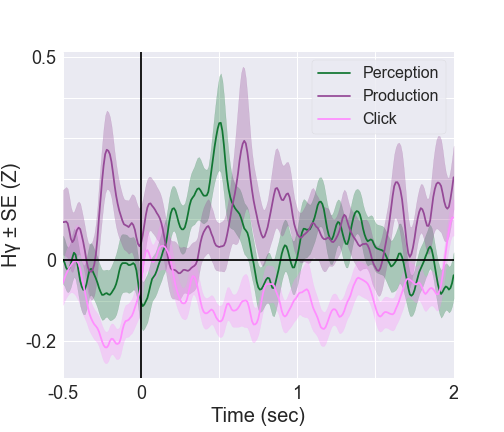 0.5
Perception
Production
Click
Hγ ± SE (Z)
0
-0.2
-0.5 0 1 2
Time (sec)